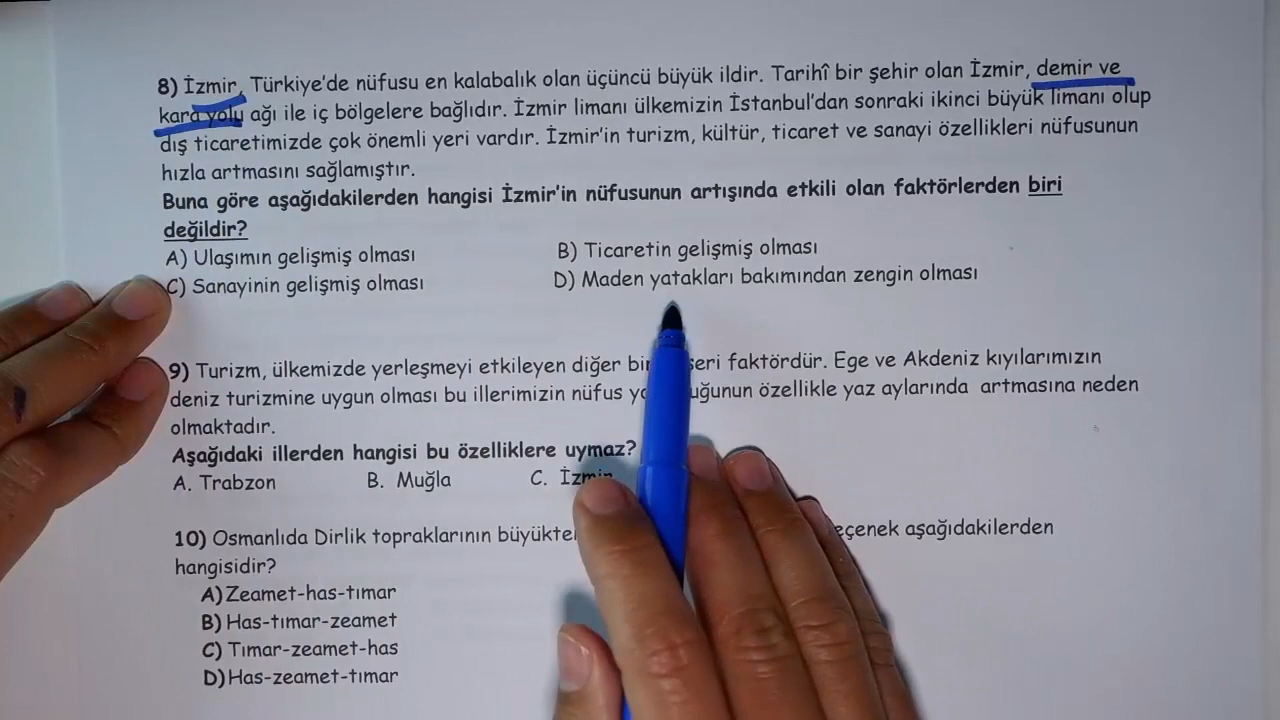 8) İzmir, Türkiye'de nüfusu en kalabalık olan üçüncü büyük ildir. Tarihî bir şehir olan İzmir, demir ve
kara yolu ağı ile iç bölgelere bağlıdır. İzmir limanı ülkemizin İstanbul'dan sonraki ikinci büyük limanı olup
dış ticaretimizde çok önemli yeri vardır. İzmir'in turizm, kültür, ticaret ve sanayi özellikleri nüfusunun
hızla artmasını sağlamıştır.
Buna göre aşağıdakilerden hangisi İzmir'in nüfusunun artışında etkili olan faktörlerden biri
değildir?
A) Ulaşımın gelişmiş olması B) Ticaretin gelişmiş olması
C) Sanayinin gelişmiş olması D) Maden yatakları bakımından zengin olması
9) Turizm, ülkemizde yerleşmeyi etkileyen diğer bir faktördür. Ege ve Akdeniz kıyılarımızın
deniz turizmine uygun olması bu illerimizin nüfus özellikle yaz aylarında artmasına neden
olmaktadır.
Aşağıdaki illerden hangisi bu özelliklere uymaz?
A. Trabzon B. Muğla C. İzmir
10) Osmanlıda Dirlik topraklarının aşağıdakilerden
hangisidir?
A) Zeamet-has-tımar
B) Has-tımar-zeamet
C) Tımar-zeamet-has
D) Has-zeamet-tımar